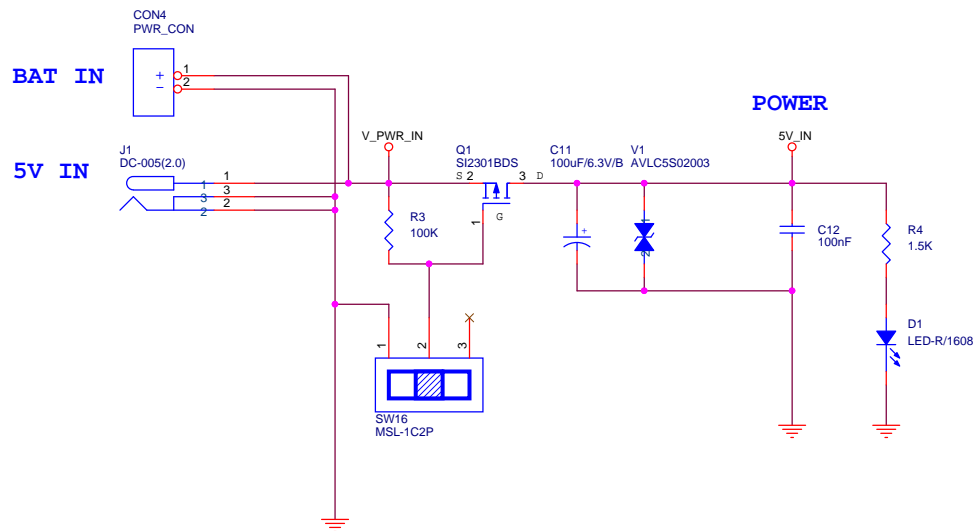 CON4
PWR_CON
BAT IN
+
−
1
2
POWER
J1
DC-005(2.0)
5V IN
1
3
2
1
3
2
V_PWR_IN
Q1
SI2301BDS
S 2
3 D
G
1
C11
100uF/6.3V/B
+
V1
AVLC5S02003
1
2
5V_IN
R3
100K
C12
100nF
R4
1.5K
D1
LED-R/1608
1
2
3
SW16
MSL-1C2P